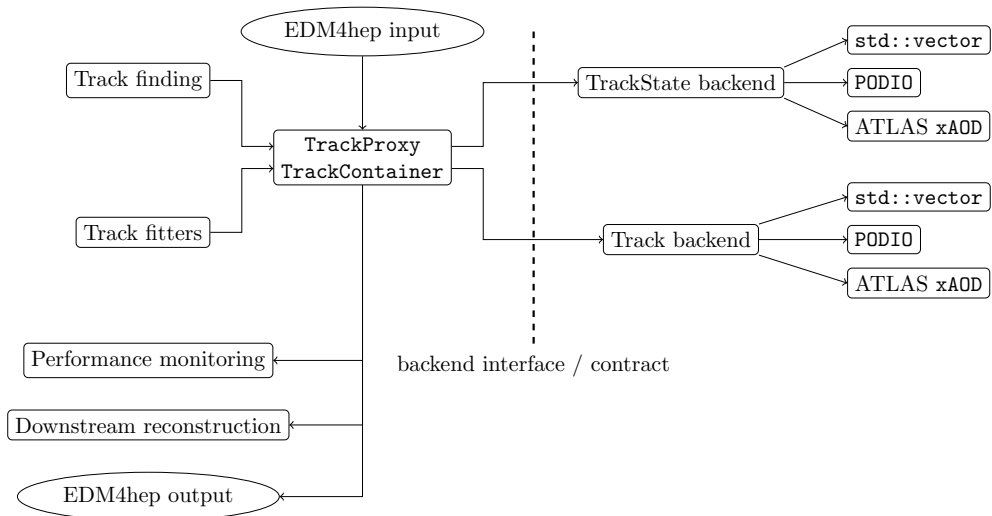 EDM4hep input
Track finding
TrackProxy
TrackContainer
Track fitters
TrackState backend
std::vector
PODIO
ATLAS xAOD
Track backend
std::vector
PODIO
ATLAS xAOD
backend interface / contract
Performance monitoring
Downstream reconstruction
EDM4hep output